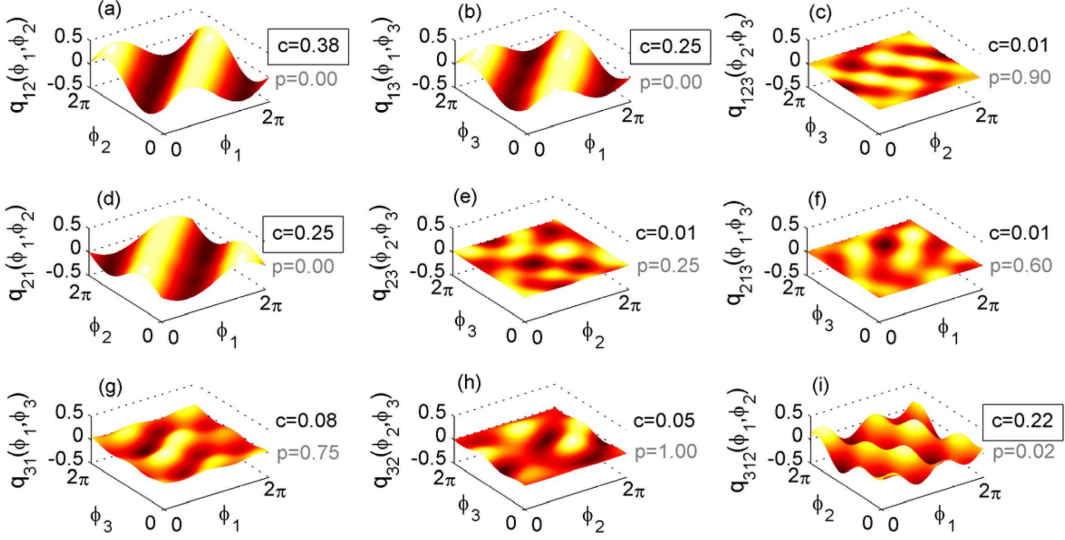 (a)
q12(ϕ1,ϕ2)
0.5
0
-0.5
2π
ϕ2
0
0
ϕ1
2π
c=0.38
p=0.00
(b)
q13(ϕ1,ϕ3)
0.5
0
-0.5
2π
ϕ3
0
0
ϕ1
2π
c=0.25
p=0.00
(c)
q123(ϕ2,ϕ3)
0.5
0
-0.5
2π
ϕ3
0
0
ϕ2
2π
c=0.01
p=0.90
(d)
q21(ϕ1,ϕ2)
0.5
0
-0.5
2π
ϕ2
0
0
ϕ1
2π
c=0.25
p=0.00
(e)
q23(ϕ2,ϕ3)
0.5
0
-0.5
2π
ϕ3
0
0
ϕ2
2π
c=0.01
p=0.25
(f)
q213(ϕ1,ϕ3)
0.5
0
-0.5
2π
ϕ3
0
0
ϕ1
2π
c=0.01
p=0.60
(g)
q31(ϕ1,ϕ3)
0.5
0
-0.5
2π
ϕ3
0
0
ϕ1
2π
c=0.08
p=0.75
(h)
q32(ϕ2,ϕ3)
0.5
0
-0.5
2π
ϕ3
0
0
ϕ2
2π
c=0.05
p=1.00
(i)
q312(ϕ1,ϕ2)
0.5
0
-0.5
2π
ϕ2
0
0
ϕ1
2π
c=0.22
p=0.02